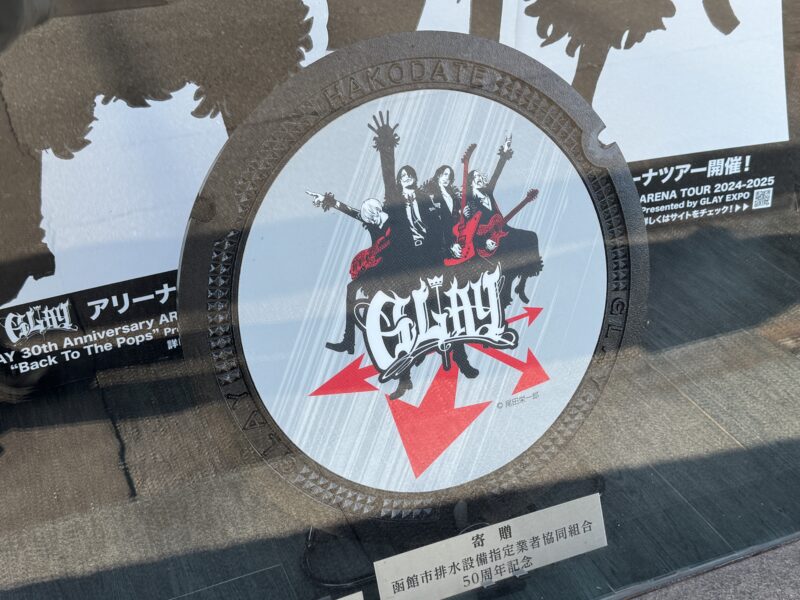 HAKODATE
GLAY
GLAY
© 尾田栄一郎
寄贈
函館市排水設備指定業者協同組合
50周年記念
GLAY アリーナ
AY 30th Anniversary AR
“Back To The Pops” Pr
詳
ーナツアー開催！
ARENA TOUR 2024-2025
Presented by GLAY EXPO
詳しくはサイトをチェック！▶▶